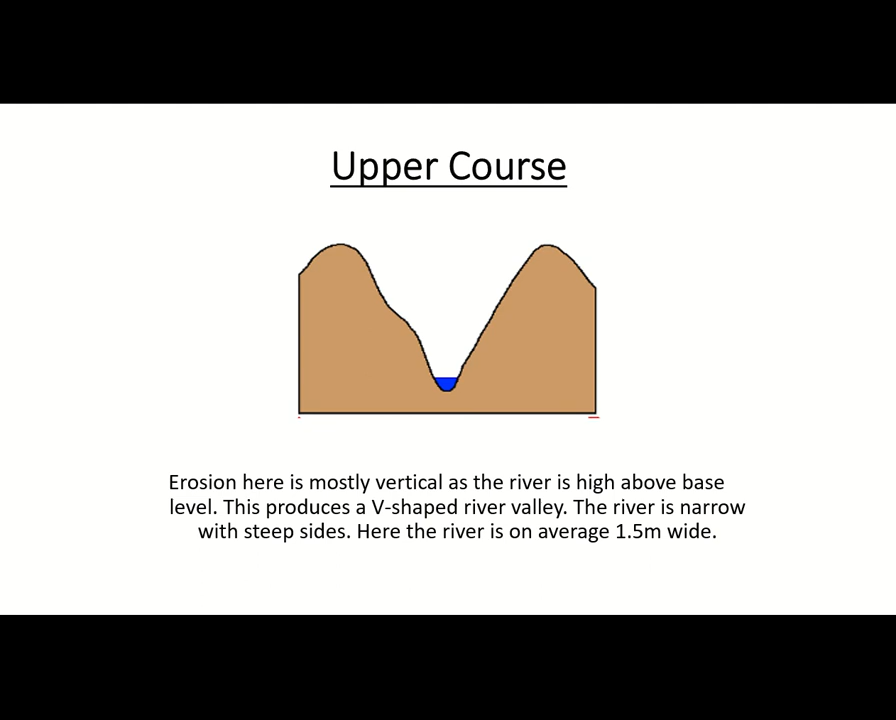 Upper Course
Erosion here is mostly vertical as the river is high above base
level. This produces a V-shaped river valley. The river is narrow
with steep sides. Here the river is on average 1.5m wide.